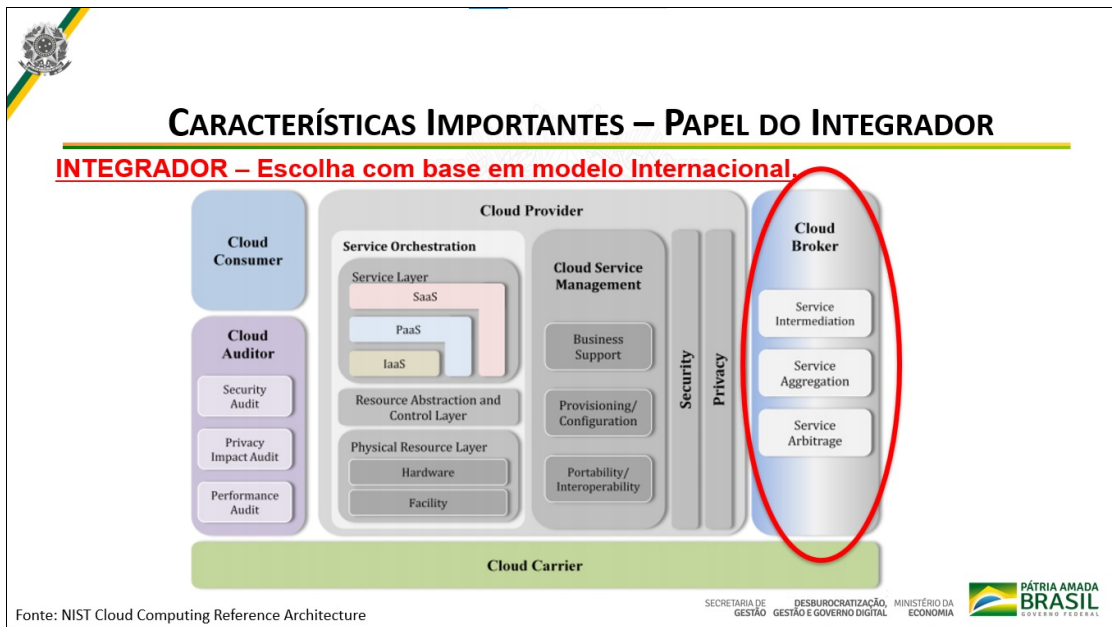 CARACTERÍSTICAS IMPORTANTES – PAPEL DO INTEGRADOR
INTEGRADOR – Escolha com base em modelo Internacional.
Cloud
Consumer
Cloud
Auditor
Security
Audit
Privacy
Impact Audit
Performance
Audit
Cloud Provider
Service Orchestration
Service Layer
SaaS
PaaS
IaaS
Resource Abstraction and
Control Layer
Physical Resource Layer
Hardware
Facility
Cloud Service
Management
Business
Support
Provisioning/
Configuration
Portability/
Interoperability
Security
Privacy
Cloud
Broker
Service
Intermediation
Service
Aggregation
Service
Arbitrage
Cloud Carrier
Fonte: NIST Cloud Computing Reference Architecture
SECRETARIA DE
GESTÃO
DESBUROCRATIZAÇÃO,
GESTÃO E GOVERNO DIGITAL
MINISTÉRIO DA
ECONOMIA
PÁTRIA AMADA
BRASIL
GOVERNO FEDERAL